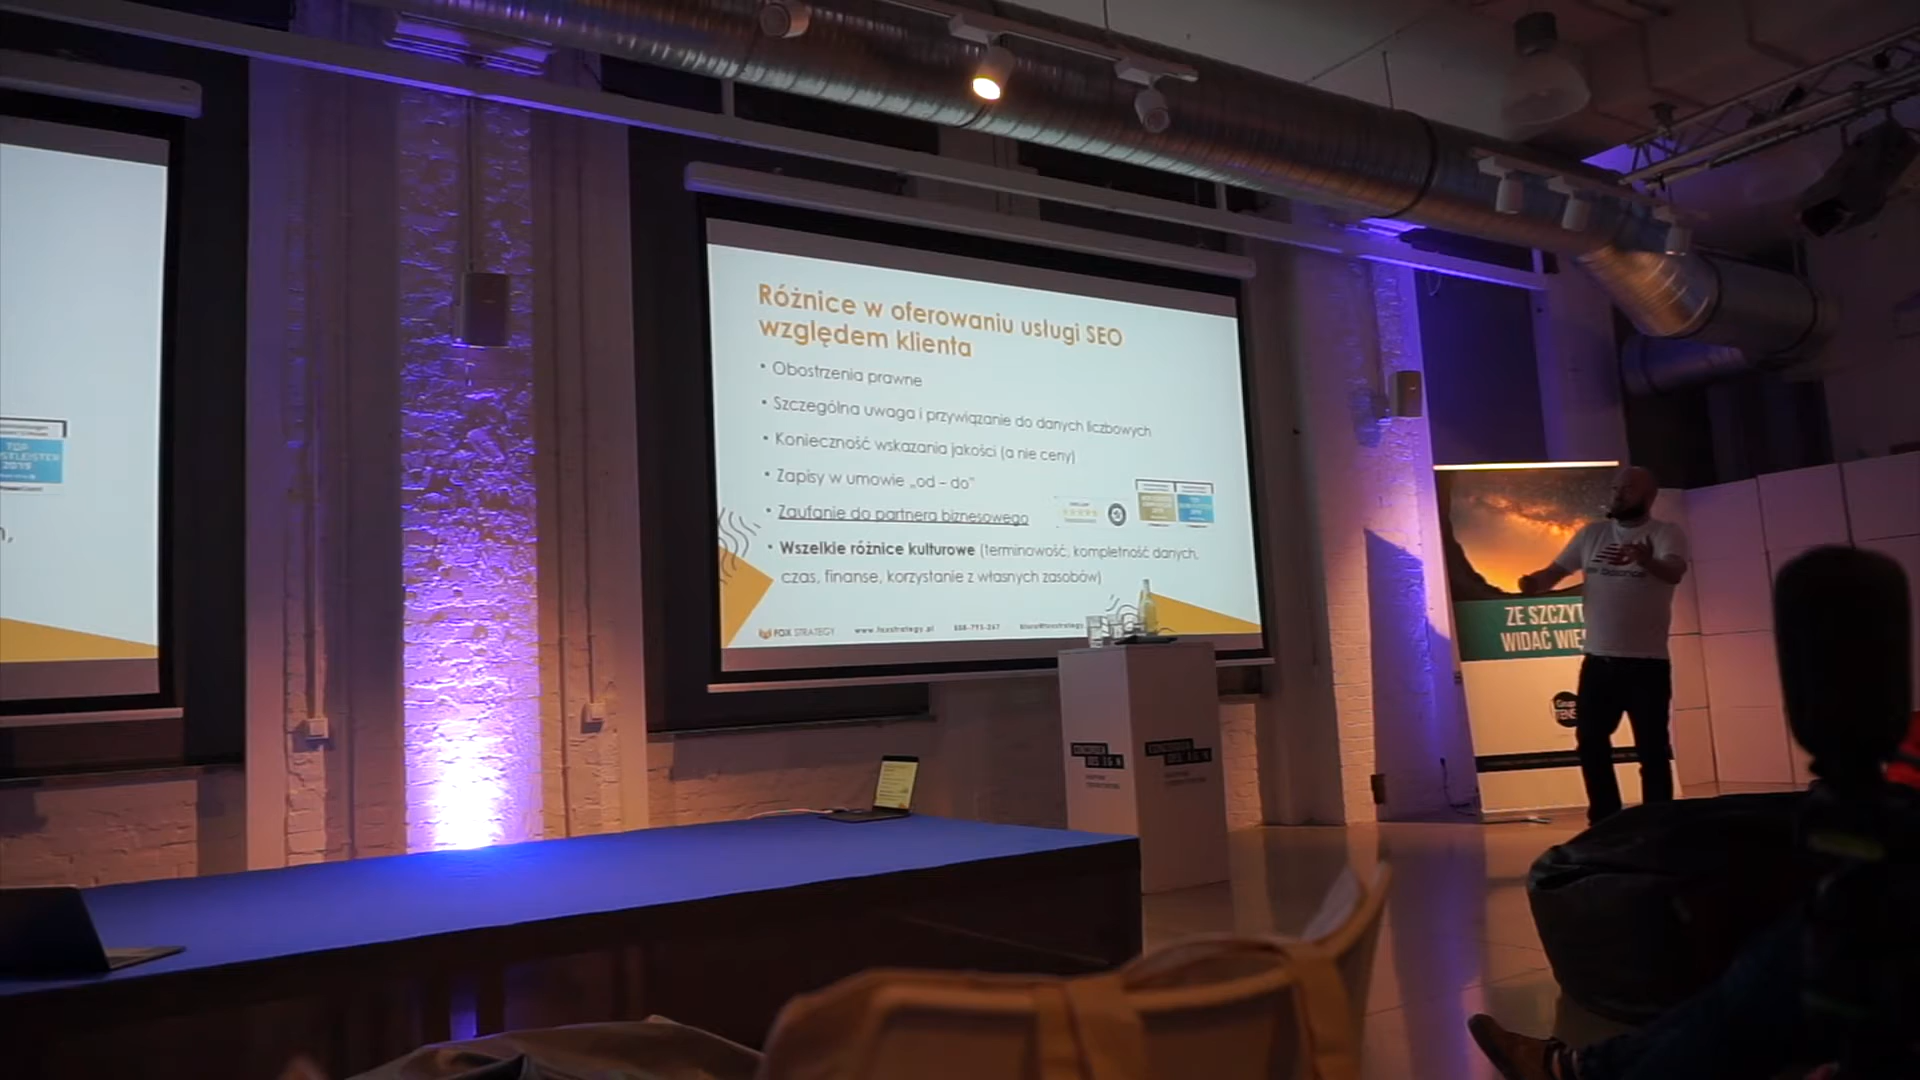 Różnice w oferowaniu usługi SEO
względem klienta
• Obostrzenia prawne
• Szczególna uwaga i przywiązanie do danych liczbowych
• Konieczność wskazania jakości (a nie ceny)
• Zapisy w umowie „od – do"
• Zaufanie do partnera biznesowego
• Wszelkie różnice kulturowe (terminowość, kompletność danych,
czas, finanse, korzystanie z własnych zasobów)
FOX STRATEGY www.foxstrategy.pl
TOP
2019
ZE SZCZYT
WIDAĆ WIĘ